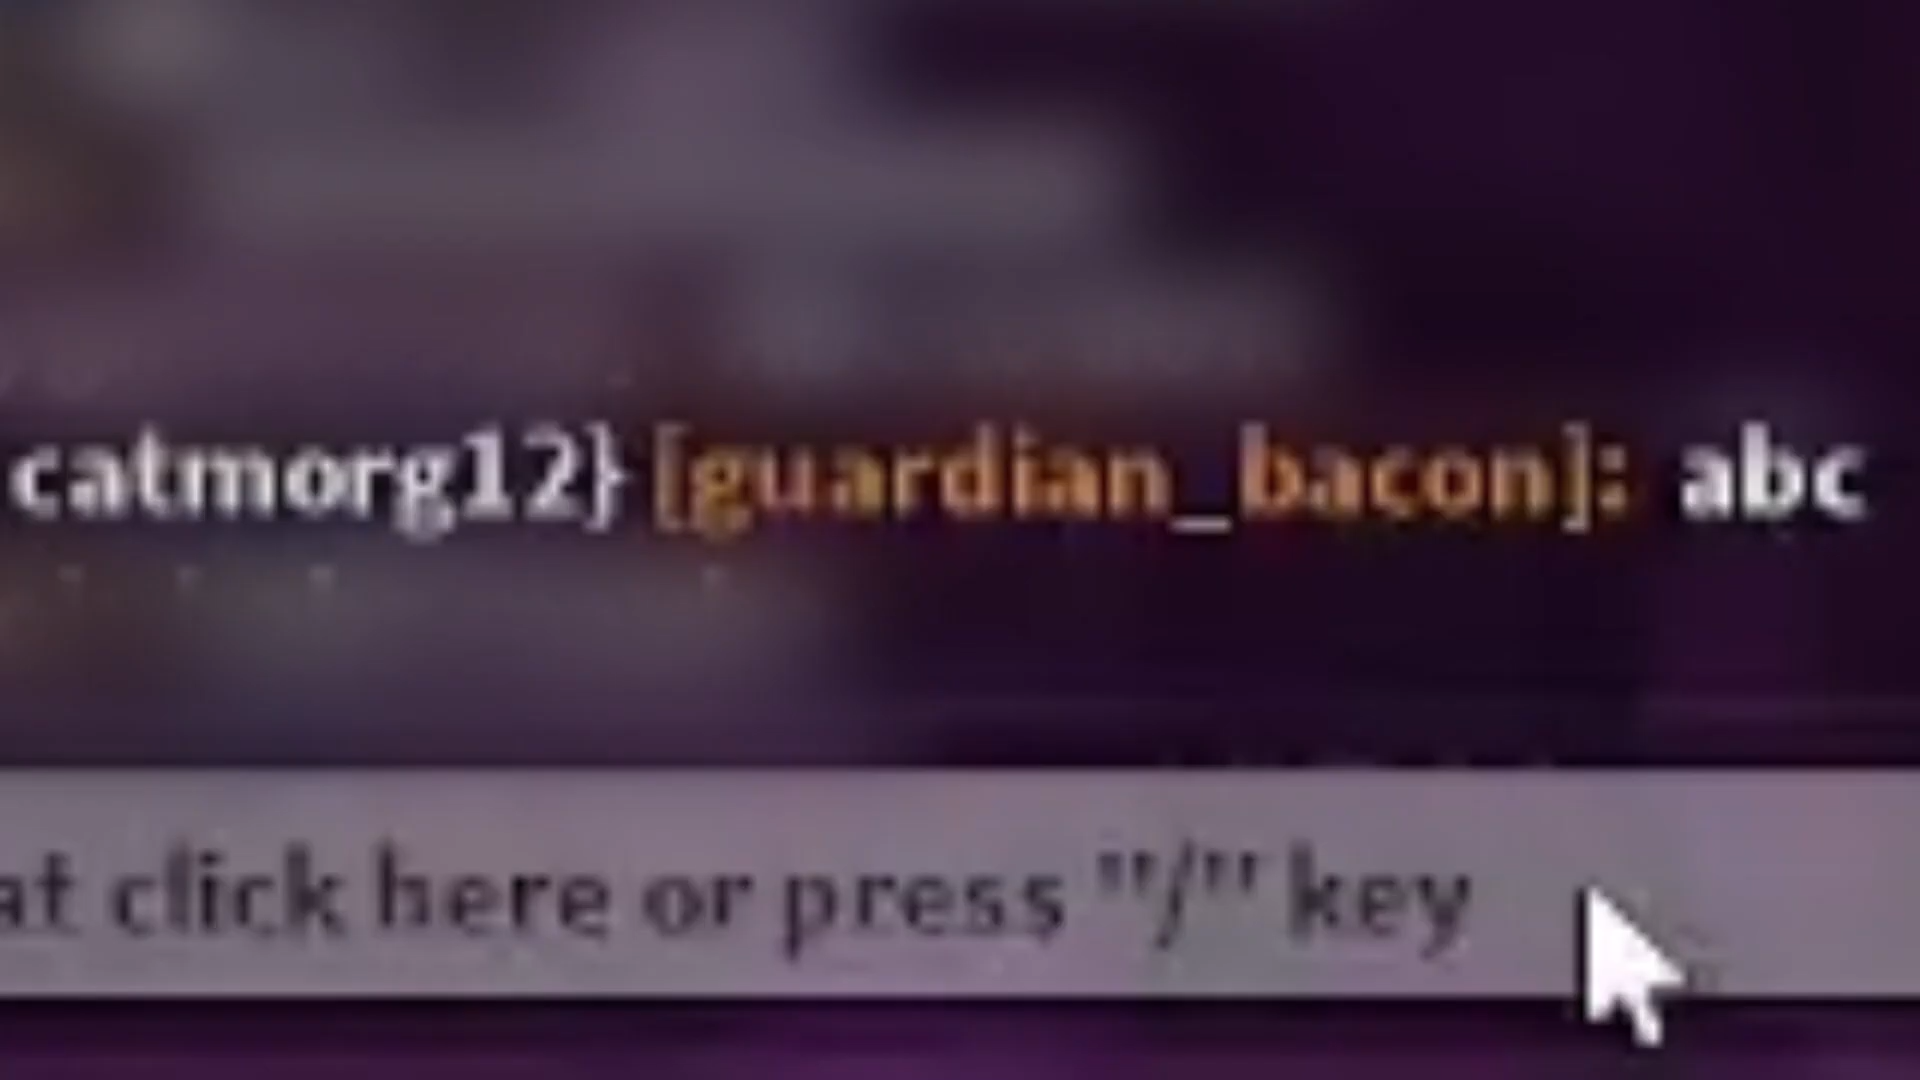 catmorg12} [guardian_bacon]: abc
at click here or press "/" key